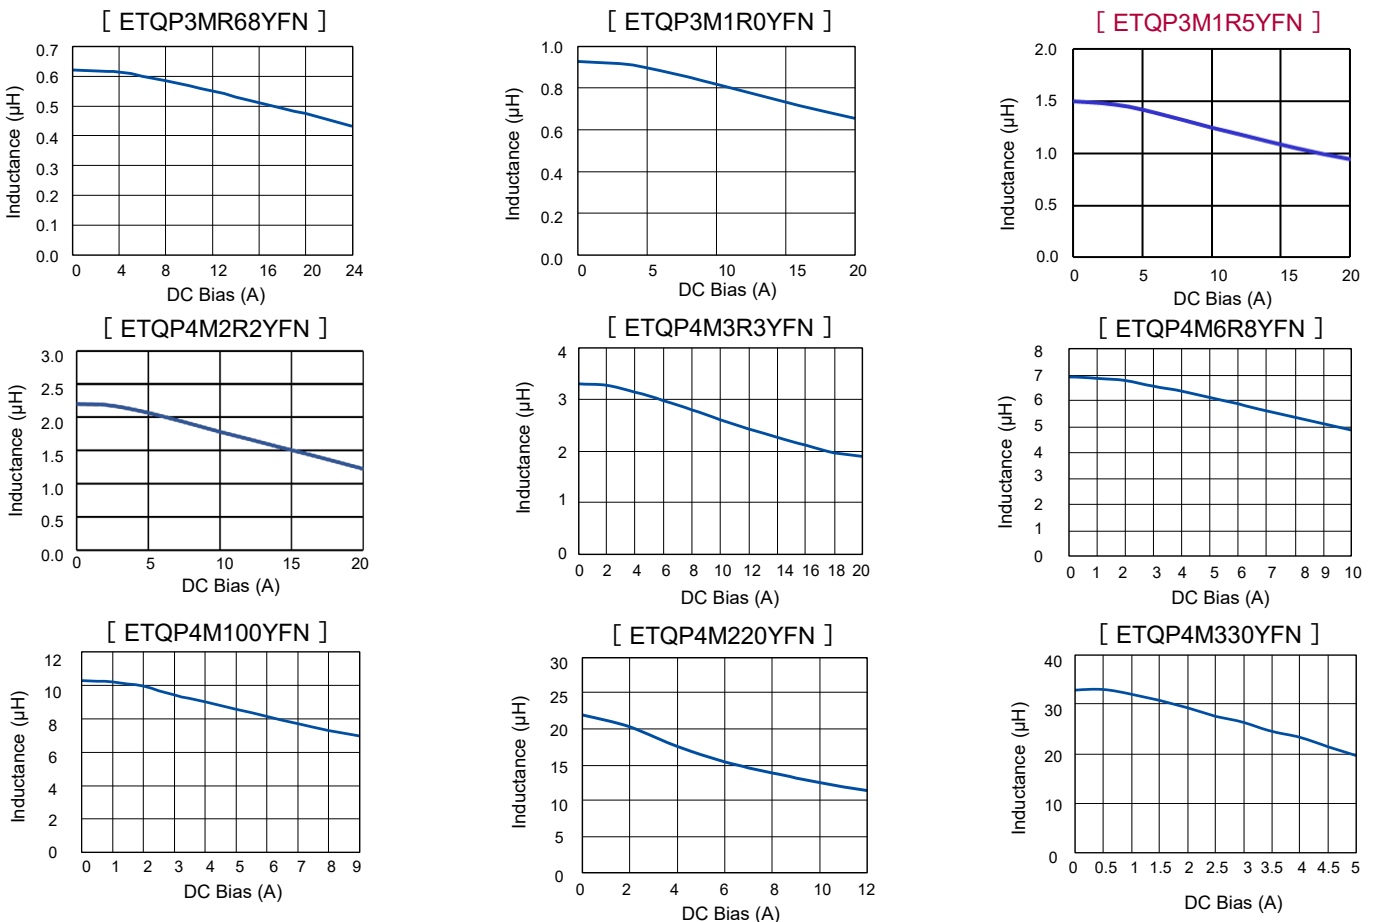 [ ETQP3MR68YFN ]
0.7
0.6
0.5
0.4
0.3
0.2
0.1
0.0
Inductance (μH)
0 4 8 12 16 20 24
DC Bias (A)
[ ETQP3M1R0YFN ]
1.0
0.8
0.6
0.4
0.2
0.0
Inductance (μH)
0 5 10 15 20
DC Bias (A)
[ ETQP3M1R5YFN ]
2.0
1.5
1.0
0.5
0.0
Inductance (μH)
0 5 10 15 20
DC Bias (A)
[ ETQP4M2R2YFN ]
3.0
2.5
2.0
1.5
1.0
0.5
0.0
Inductance (μH)
0 5 10 15 20
DC Bias (A)
[ ETQP4M3R3YFN ]
4
3
2
1
0
Inductance (μH)
0 2 4 6 8 10 12 14 16 18 20
DC Bias (A)
[ ETQP4M6R8YFN ]
8
7
6
5
4
3
2
1
0
Inductance (μH)
0 1 2 3 4 5 6 7 8 9 10
DC Bias (A)
[ ETQP4M100YFN ]
12
10
8
6
4
2
0
Inductance (μH)
0 1 2 3 4 5 6 7 8 9
DC Bias (A)
[ ETQP4M220YFN ]
30
25
20
15
10
5
0
Inductance (μH)
0 2 4 6 8 10 12
DC Bias (A)
[ ETQP4M330YFN ]
40
30
20
10
0
Inductance (μH)
0 0.5 1 1.5 2 2.5 3 3.5 4 4.5 5
DC Bias (A)